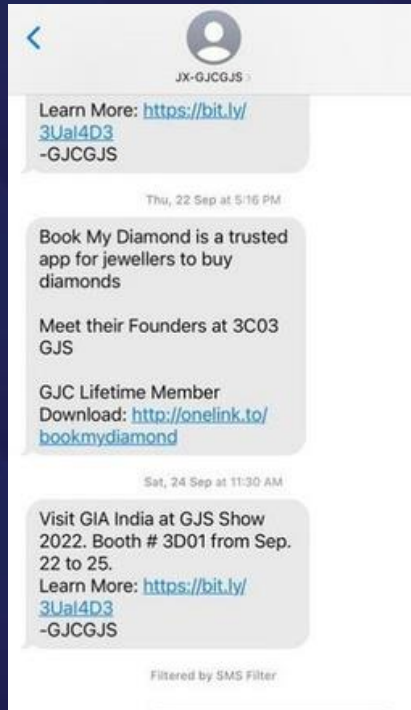 JX-GJCGJS >
Learn More: https://bit.ly/
3Ual4D3
-GJCGJS
Thu, 22 Sep at 5:16 PM
Book My Diamond is a trusted
app for jewellers to buy
diamonds
Meet their Founders at 3C03
GJS
GJC Lifetime Member
Download: http://onelink.to/
bookmydiamond
Sat, 24 Sep at 11:30 AM
Visit GIA India at GJS Show
2022. Booth # 3D01 from Sep.
22 to 25.
Learn More: https://bit.ly/
3Ual4D3
-GJCGJS
Filtered by SMS Filter